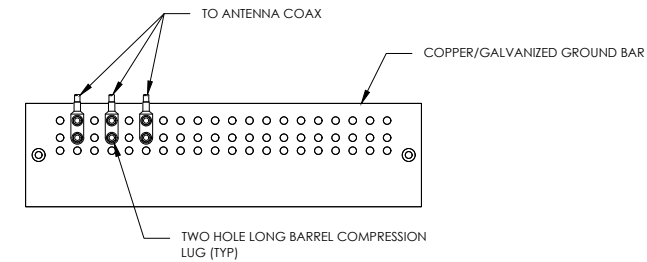 TO ANTENNA COAX
COPPER/GALVANIZED GROUND BAR
TWO HOLE LONG BARREL COMPRESSION
LUG (TYP)